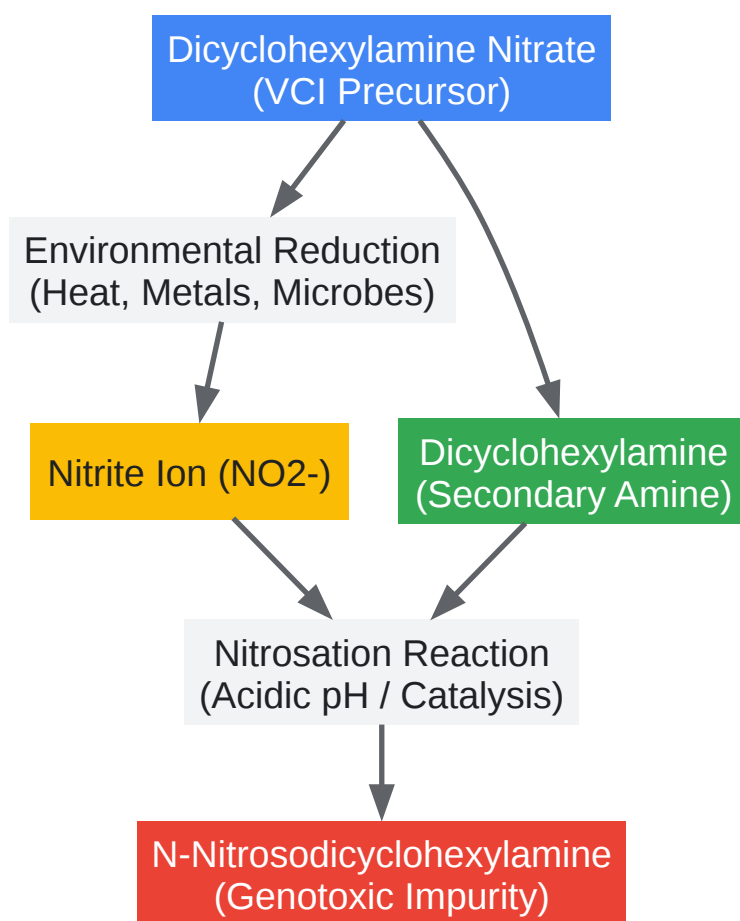 Dicyclohexylamine Nitrate
(VCI Precursor)
Environmental Reduction
(Heat, Metals, Microbes)
Nitrite Ion (NO2-)
Dicyclohexylamine
(Secondary Amine)
Nitrosation Reaction
(Acidic pH / Catalysis)
N-Nitrosodicyclohexylamine
(Genotoxic Impurity)